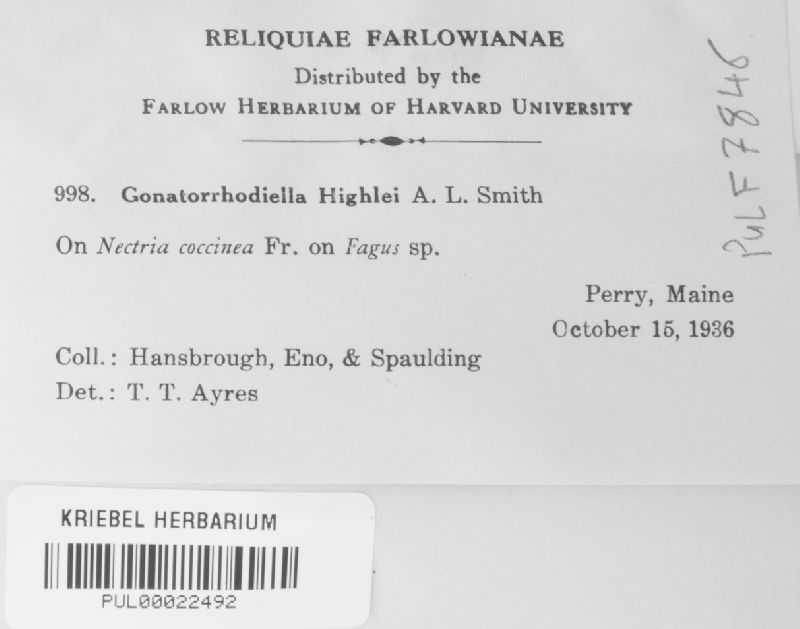 RELIQUIAE FARLOWIANAE
Distributed by the
FARLOW HERBARIUM OF HARVARD UNIVERSITY
998. Gonatorrhodiella Highlei A. L. Smith
On Nectria coccinea Fr. on Fagus sp.
Perry, Maine
October 15, 1936
Coll.: Hansbrough, Eno, & Spaulding
Det.: T. T. Ayres
PUL F 7846
KRIEBEL HERBARIUM
PUL00022492